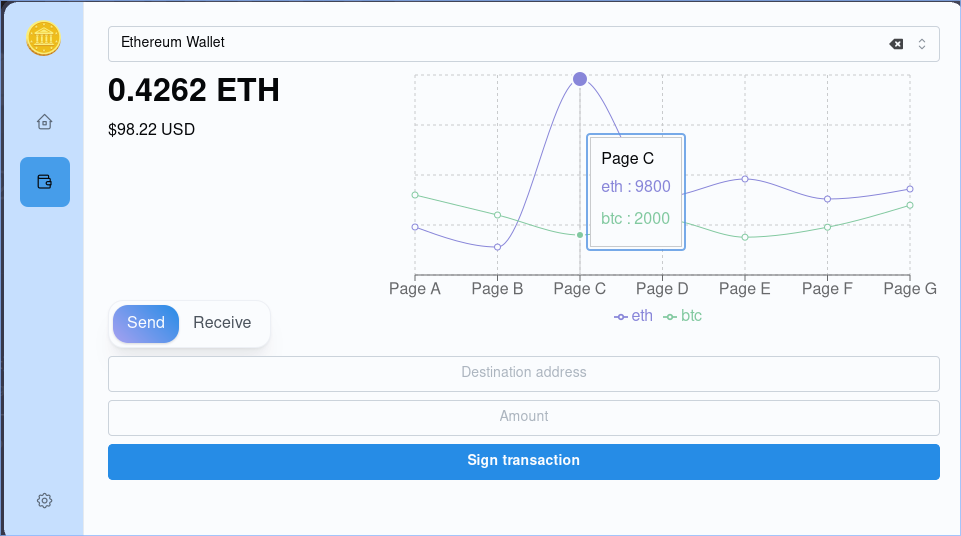 Ethereum Wallet
0.4262 ETH
$98.22 USD
Page C
eth : 9800
btc : 2000
Page A Page B Page C Page D Page E Page F Page G
eth btc
Send Receive
Destination address
Amount
Sign transaction